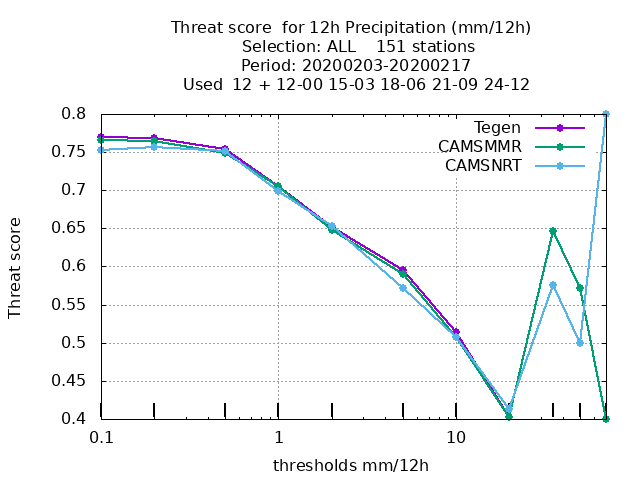 Threat score  for 12h Precipitation (mm/12h)
Selection: ALL    151 stations
Period: 20200203-20200217
Used  12 + 12-00 15-03 18-06 21-09 24-12
Tegen
CAMSMMR
CAMSNRT
0.8
0.75
0.7
0.65
0.6
0.55
0.5
0.45
0.4
Threat score
0.1
1
10
thresholds mm/12h